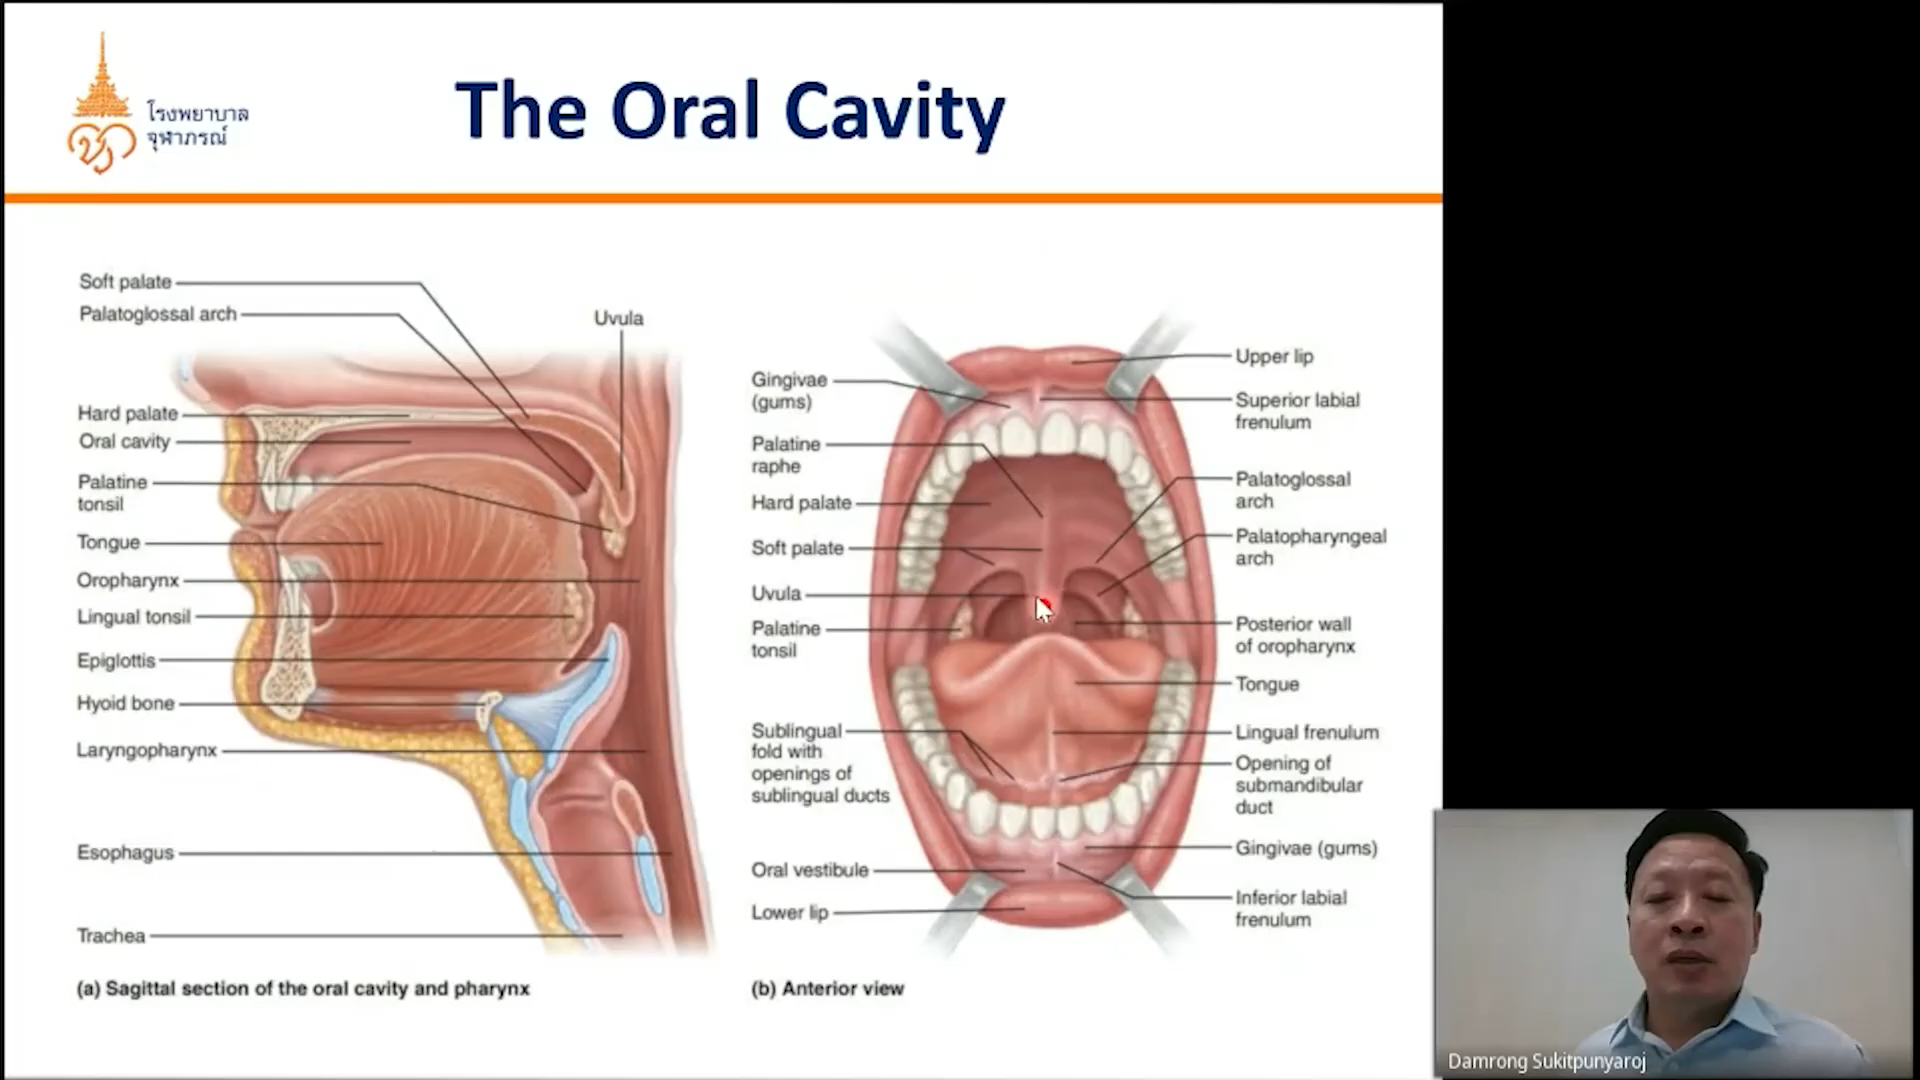 โรงพยาบาล
จุฬาภรณ์
The Oral Cavity
Soft palate
Palatoglossal arch
Uvula
Hard palate
Oral cavity
Palatine
tonsil
Tongue
Oropharynx
Lingual tonsil
Epiglottis
Hyoid bone
Laryngopharynx
Esophagus
Trachea
(a) Sagittal section of the oral cavity and pharynx
Gingivae
(gums)
Palatine
raphe
Hard palate
Soft palate
Uvula
Palatine
tonsil
Sublingual
fold with
openings of
sublingual ducts
Oral vestibule
Lower lip
Upper lip
Superior labial
frenulum
Palatoglossal
arch
Palatopharyngeal
arch
Posterior wall
of oropharynx
Tongue
Lingual frenulum
Opening of
submandibular
duct
Gingivae (gums)
Inferior labial
frenulum
(b) Anterior view
Damrong Sukitpunyaroj